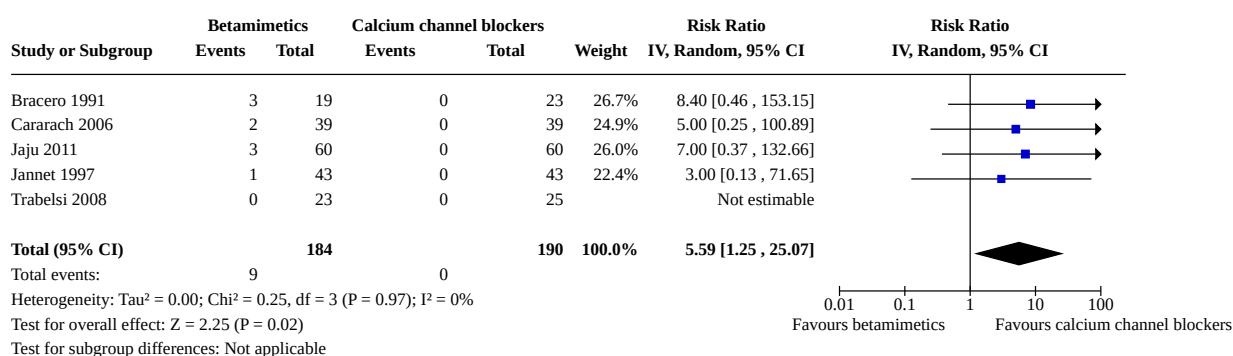 Betamimetics Calcium channel blockers Risk Ratio Risk Ratio
Study or Subgroup Events Total Events Total Weight IV, Random, 95% CI IV, Random, 95% CI
Bracero 1991 3 19 0 23 26.7% 8.40 [0.46 , 153.15]
Cararach 2006 2 39 0 39 24.9% 5.00 [0.25 , 100.89]
Jaju 2011 3 60 0 60 26.0% 7.00 [0.37 , 132.66]
Jannet 1997 1 43 0 43 22.4% 3.00 [0.13 , 71.65]
Trabelsi 2008 0 23 0 25 Not estimable
Total (95% CI) 184 190 100.0% 5.59 [1.25 , 25.07]
Total events: 9 0
Heterogeneity: Tau² = 0.00; Chi² = 0.25, df = 3 (P = 0.97); I² = 0%
0.01 0.1 1 10 100
Test for overall effect: Z = 2.25 (P = 0.02) Favours betamimetics Favours calcium channel blockers
Test for subgroup differences: Not applicable